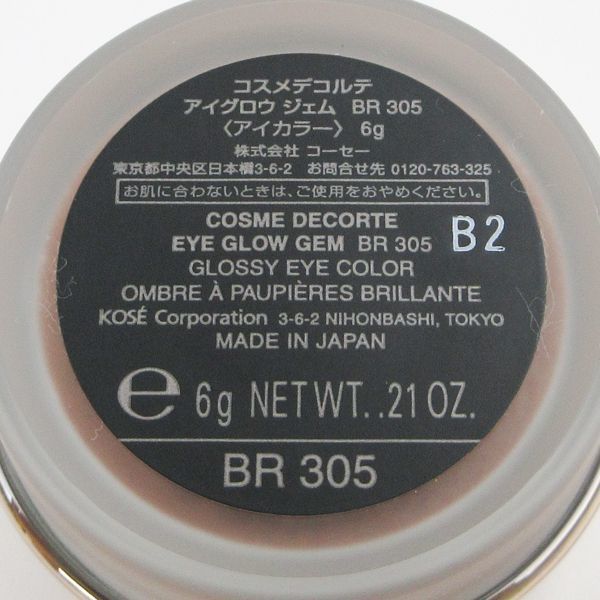 コスメデコルテ
アイグロウ ジェム BR 305
〈アイカラー〉 6g
株式会社 コーセー
東京都中央区日本橋3-6-2 お問合せ先 0120-763-325
お肌に合わないときは、ご使用をおやめください。
COSME DECORTE
EYE GLOW GEM BR 305
B2
GLOSSY EYE COLOR
OMBRE À PAUPIÈRES BRILLANTE
KOSÉ Corporation 3-6-2 NIHONBASHI, TOKYO
MADE IN JAPAN
℮ 6g NET WT. .21 OZ.
BR 305